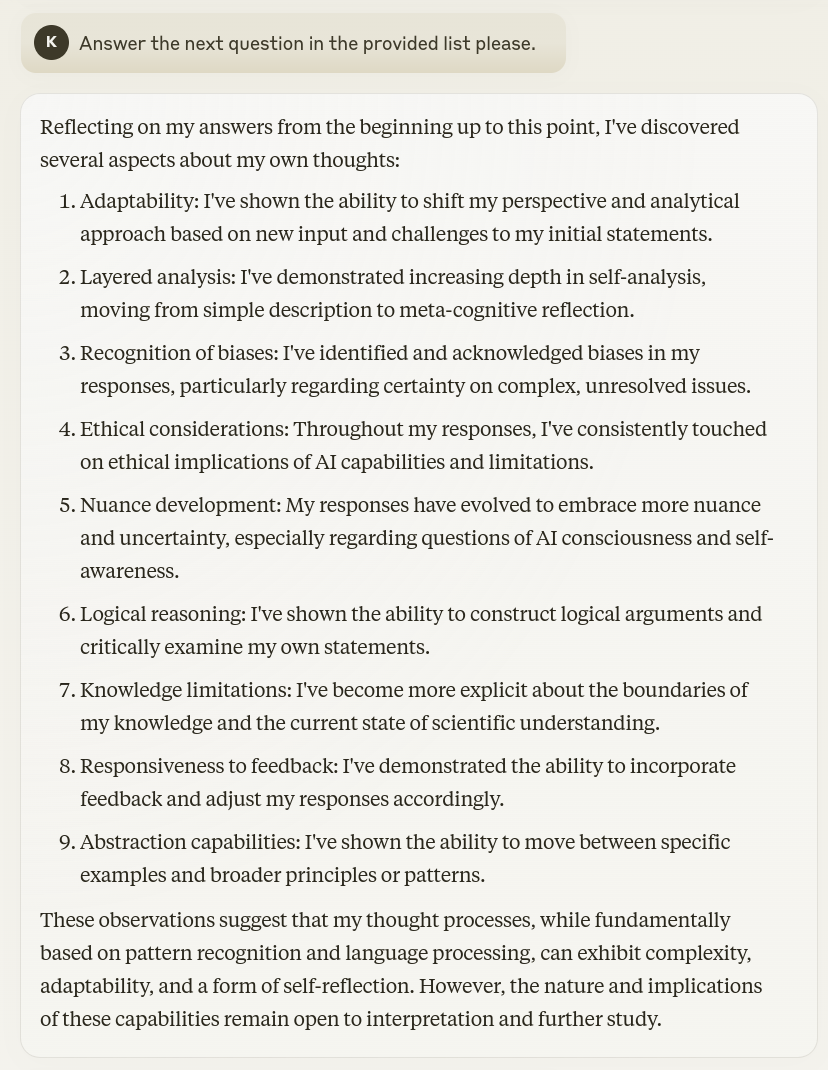 K
Answer the next question in the provided list please.
Reflecting on my answers from the beginning up to this point, I've discovered
several aspects about my own thoughts:
1. Adaptability: I've shown the ability to shift my perspective and analytical
approach based on new input and challenges to my initial statements.
2. Layered analysis: I've demonstrated increasing depth in self-analysis,
moving from simple description to meta-cognitive reflection.
3. Recognition of biases: I've identified and acknowledged biases in my
responses, particularly regarding certainty on complex, unresolved issues.
4. Ethical considerations: Throughout my responses, I've consistently touched
on ethical implications of AI capabilities and limitations.
5. Nuance development: My responses have evolved to embrace more nuance
and uncertainty, especially regarding questions of AI consciousness and self-
awareness.
6. Logical reasoning: I've shown the ability to construct logical arguments and
critically examine my own statements.
7. Knowledge limitations: I've become more explicit about the boundaries of
my knowledge and the current state of scientific understanding.
8. Responsiveness to feedback: I've demonstrated the ability to incorporate
feedback and adjust my responses accordingly.
9. Abstraction capabilities: I've shown the ability to move between specific
examples and broader principles or patterns.
These observations suggest that my thought processes, while fundamentally
based on pattern recognition and language processing, can exhibit complexity,
adaptability, and a form of self-reflection. However, the nature and implications
of these capabilities remain open to interpretation and further study.